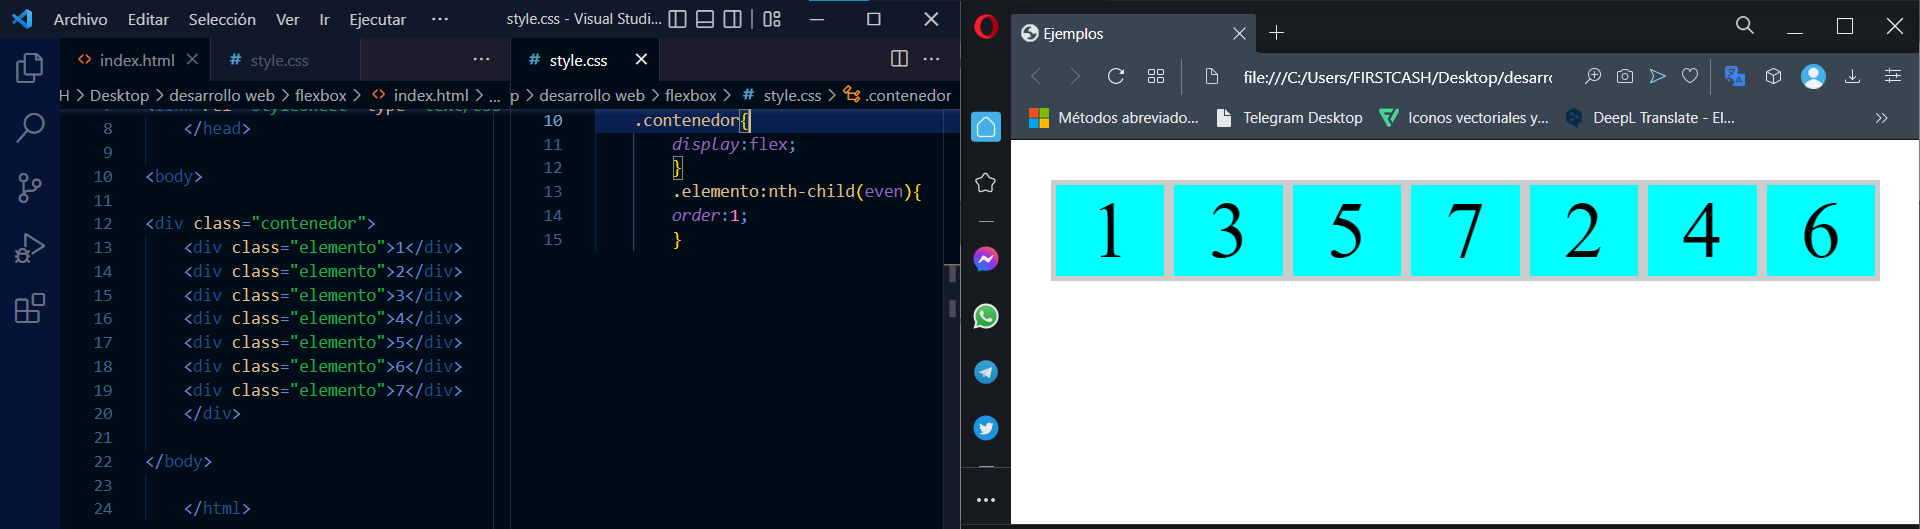 Archivo Editar Selección Ver Ir Ejecutar ··· style.css - Visual Studi...
index.html style.css ···
H > Desktop > desarrollo web > flexbox > index.html > ...
8 </head>
9
10 <body>
11
12 <div class="contenedor">
13 <div class="elemento">1</div>
14 <div class="elemento">2</div>
15 <div class="elemento">3</div>
16 <div class="elemento">4</div>
17 <div class="elemento">5</div>
18 <div class="elemento">6</div>
19 <div class="elemento">7</div>
20 </div>
21
22 </body>
23
24 </html>
style.css ···
p > desarrollo web > flexbox > style.css > .contenedor
10 .contenedor{
11 display:flex;
12 }
13 .elemento:nth-child(even){
14 order:1;
15 }
Ejemplos
file:///C:/Users/FIRSTCASH/Desktop/desarro
Métodos abreviado... Telegram Desktop Iconos vectoriales y... DeepL Translate - El... »
1 3 5 7 2 4 6